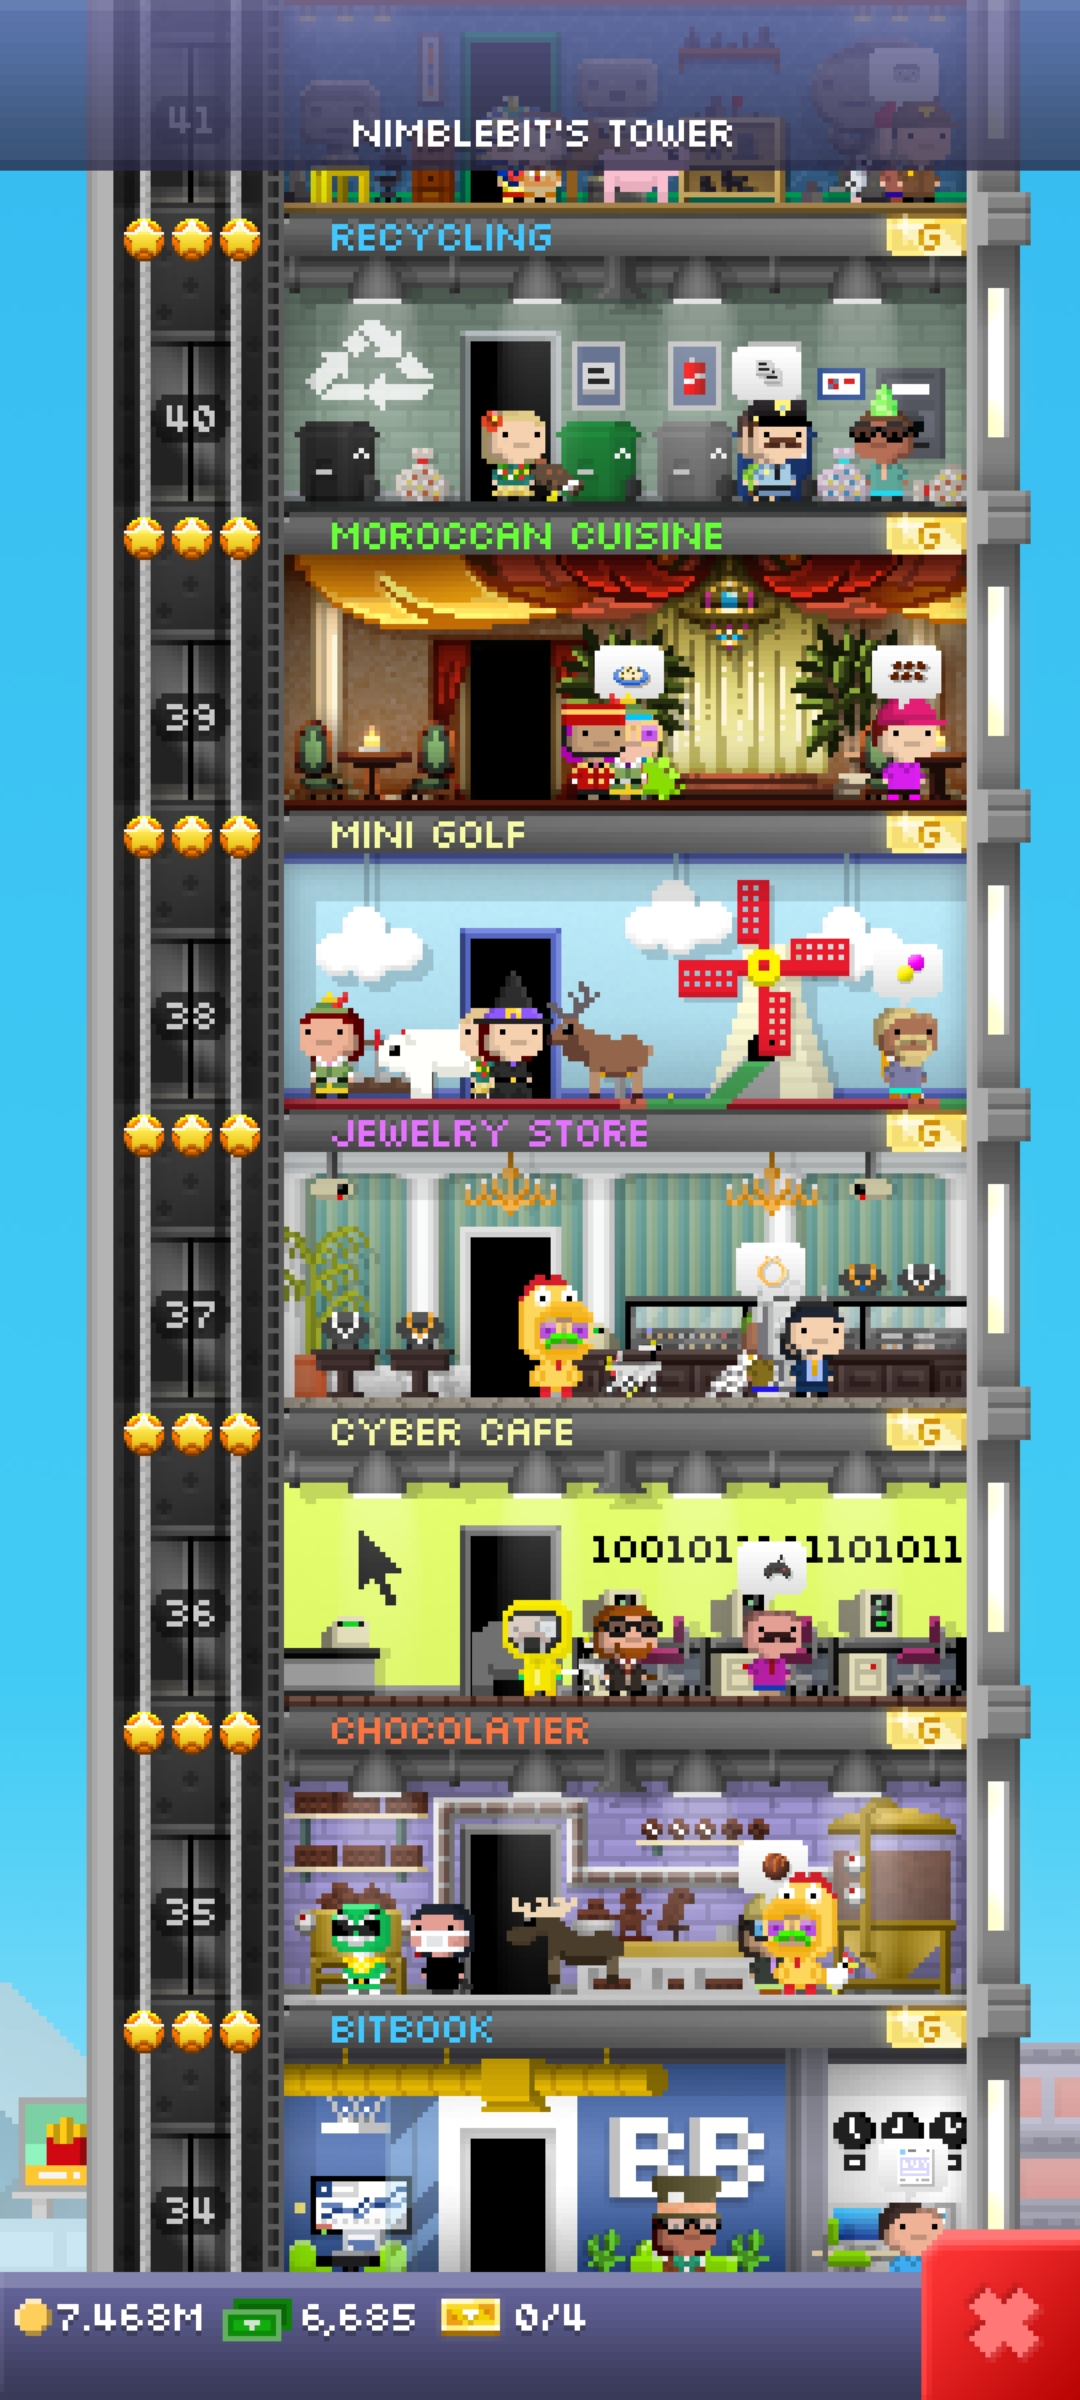 41
NIMBLEBIT'S TOWER
RECYCLING G
40
MOROCCAN CUISINE G
39
MINI GOLF G
38
JEWELRY STORE G
37
CYBER CAFE G
1001011 1101011
36
CHOCOLATIER G
35
BITBOOK G
BB
34
7.468M 6,685 0/4